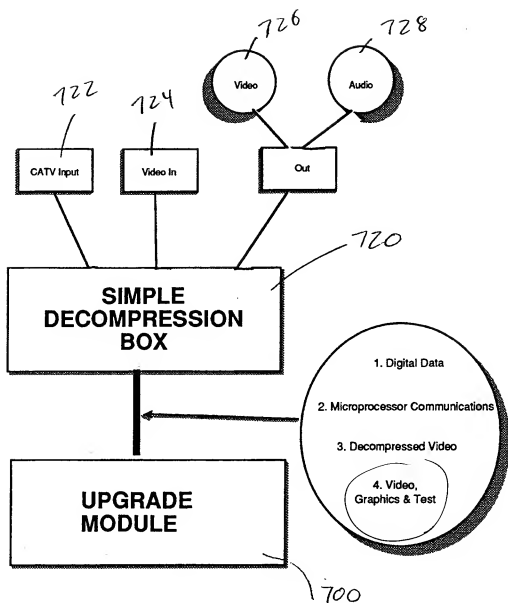 726
728
Video
Audio
722
724
CATV Input
Video In
Out
720
SIMPLE
DECOMPRESSION
BOX
1. Digital Data
2. Microprocessor Communications
3. Decompressed Video
4. Video,
Graphics & Test
UPGRADE
MODULE
700